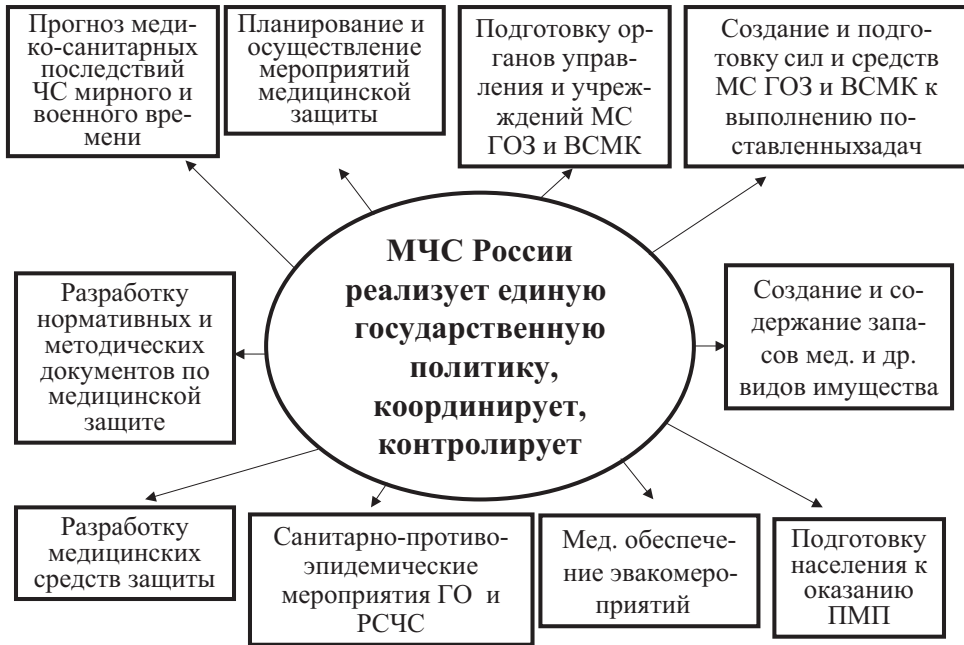 Прогноз меди-
ко-санитарных
последствий
ЧС мирного и
военного вре-
мени
Планирование и
осуществление
мероприятий
медицинской
защиты
Подготовку ор-
ганов управ-
ления и учреж-
ждений МС
ГОЗ и ВСМК
Создание и подго-
товку сил и средств
МС ГОЗ и ВСМК к
выполнению по-
ставленныхзадач
МЧС России
реализует единую
государственную
политику,
координирует,
контролирует
Разработку
нормативных и
методических
документов по
медицинской
защите
Создание и со-
держание запа-
сов мед. и др.
видов имущества
Разработку
медицинских
средств защиты
Санитарно-противо-
эпидемические
мероприятия ГО и
РСЧС
Мед. обеспече-
ние эвакомеро-
приятий
Подготовку
населения к
оказанию
ПМП